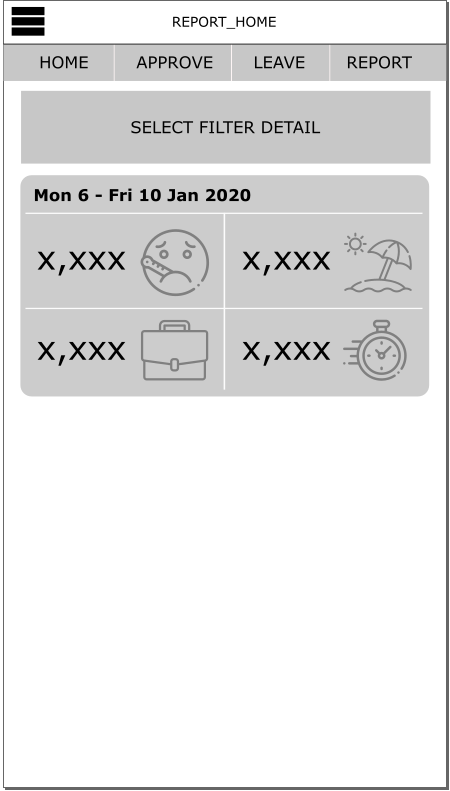 REPORT_HOME
HOME APPROVE LEAVE REPORT
SELECT FILTER DETAIL
Mon 6 - Fri 10 Jan 2020
x,xxx x,xxx
x,xxx x,xxx